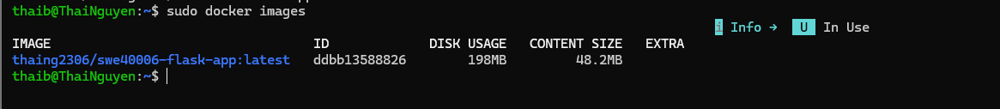 thaib@ThaiNguyen:~$ sudo docker images
i Info → U In Use
IMAGE ID DISK USAGE CONTENT SIZE EXTRA
thaing2306/swe40006-flask-app:latest ddbb13588826 198MB 48.2MB
thaib@ThaiNguyen:~$